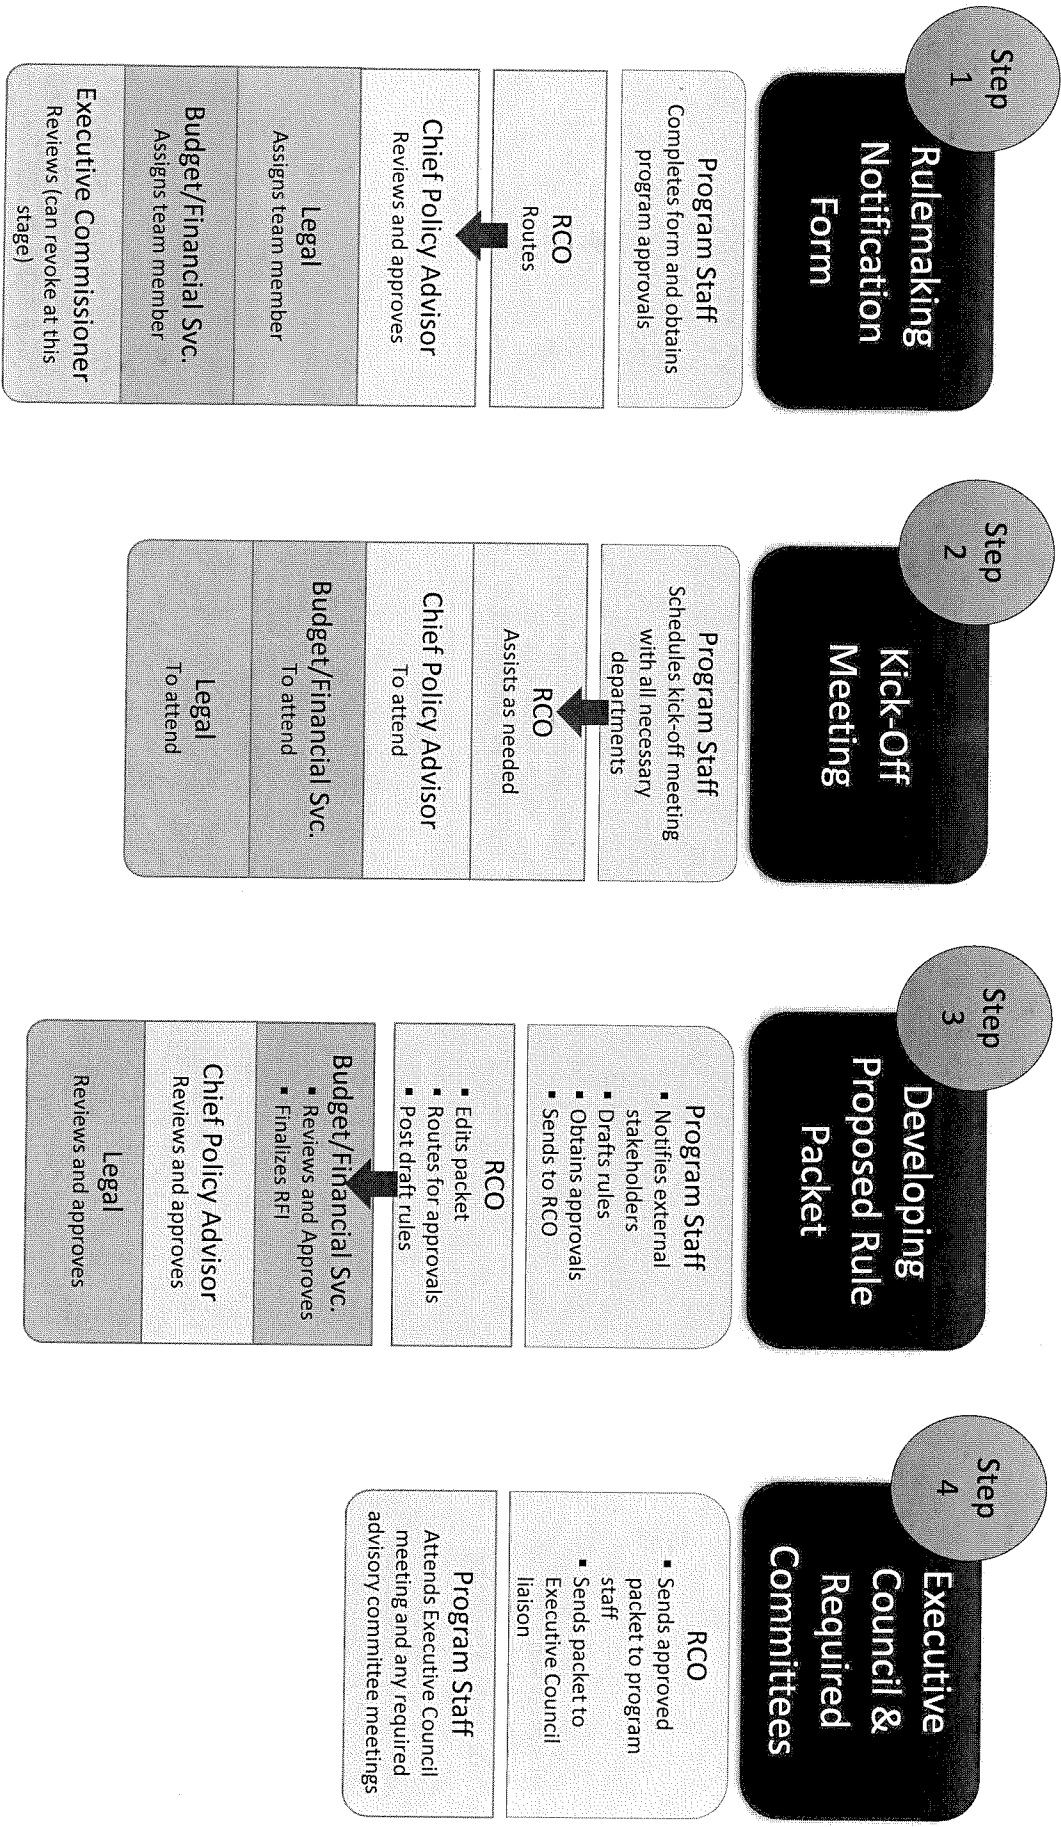 Step
1
Rulemaking
Notification
Form
Program Staff
Completes form and obtains
program approvals
RCO
Routes
Chief Policy Advisor
Reviews and approves
Legal
Assigns team member
Budget/Financial Svc.
Assigns team member
Executive Commissioner
Reviews (can revoke at this
stage)
Step
2
Kick-Off
Meeting
Program Staff
Schedules kick-off meeting
with all necessary
departments
RCO
Assists as needed
Chief Policy Advisor
To attend
Budget/Financial Svc.
To attend
Legal
To attend
Step
3
Developing
Proposed Rule
Packet
Program Staff
▪ Notifies external
stakeholders
▪ Drafts rules
▪ Obtains approvals
▪ Sends to RCO
RCO
▪ Edits packet
▪ Routes for approvals
▪ Post draft rules
Budget/Financial Svc.
▪ Reviews and Approves
▪ Finalizes RFI
Chief Policy Advisor
Reviews and approves
Legal
Reviews and approves
Step
4
Executive
Council &
Required
Committees
RCO
▪ Sends approved
packet to program
staff
▪ Sends packet to
Executive Council
liaison
Program Staff
Attends Executive Council
meeting and any required
advisory committee meetings